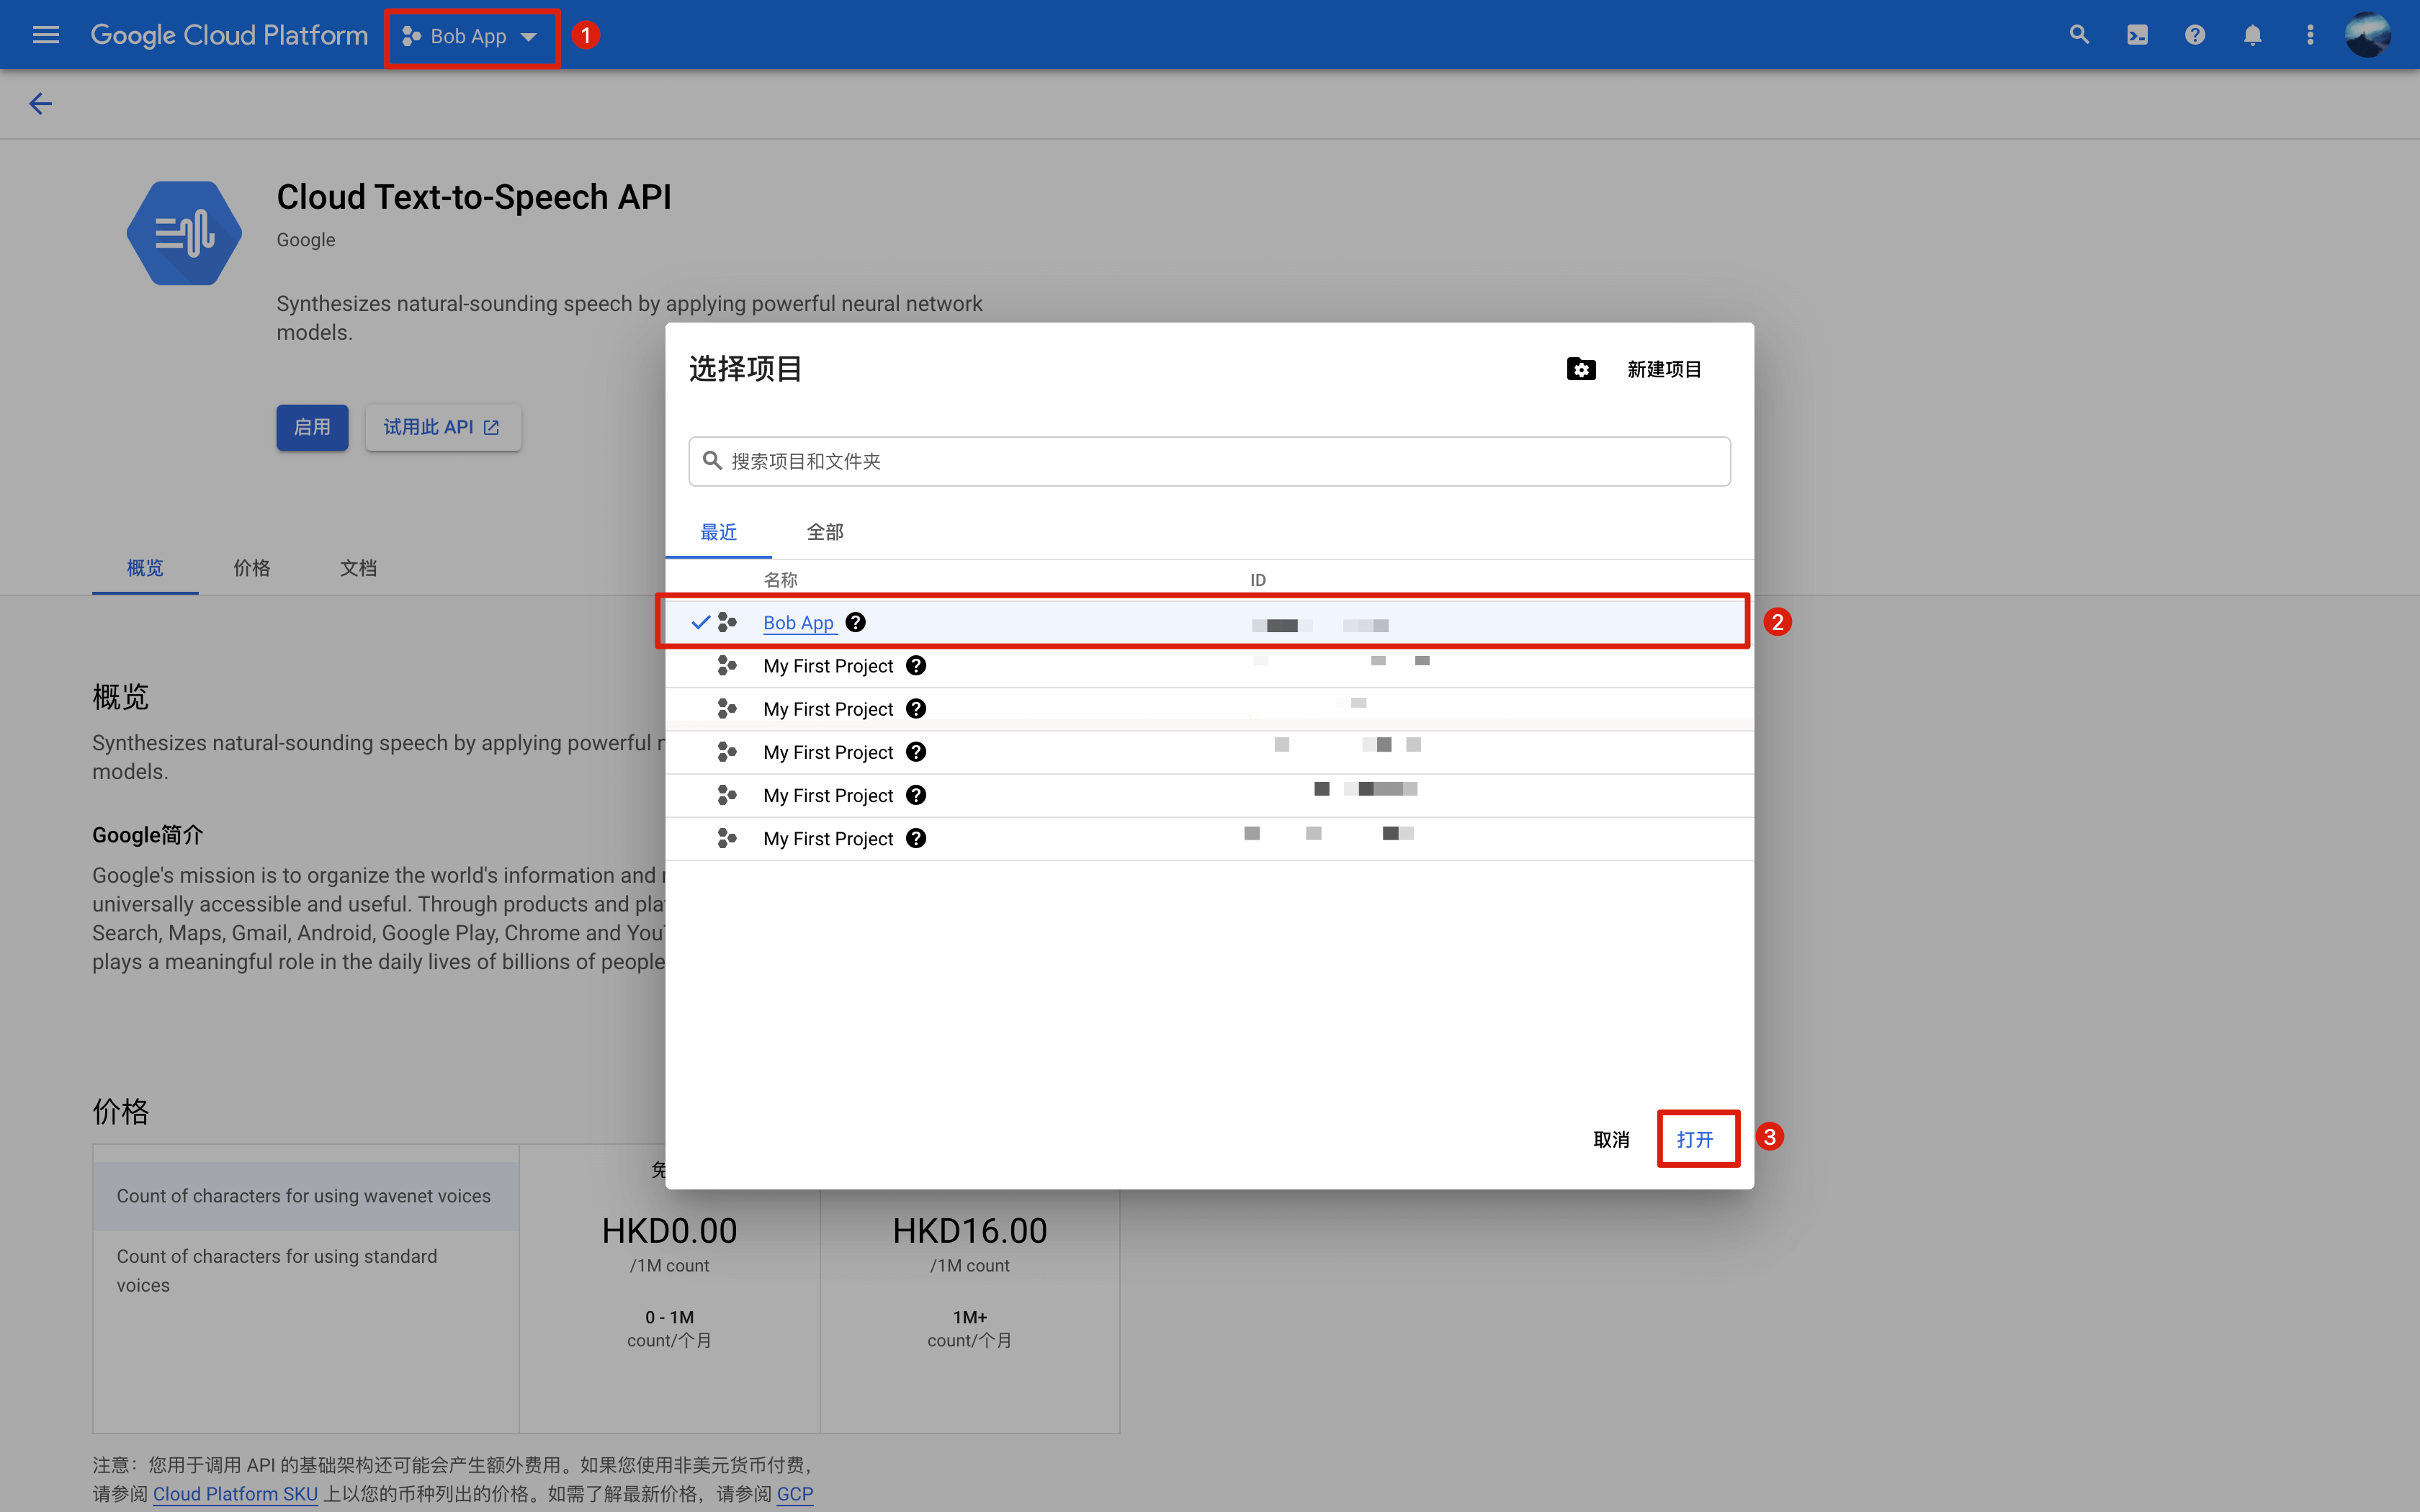 Google Cloud Platform
Bob App
1
Cloud Text-to-Speech API
Google
Synthesizes natural-sounding speech by applying powerful neural network
models.
启用
试用此 API
概览
价格
文档
概览
Synthesizes natural-sounding speech by applying powerful
models.
Google简介
Google's mission is to organize the world's information and
universally accessible and useful. Through products and
Search, Maps, Gmail, Android, Google Play, Chrome and
plays a meaningful role in the daily lives of billions of people
价格
Count of characters for using wavenet voices
Count of characters for using standard
voices
HKD0.00
/1M count
0 - 1M
count/个月
HKD16.00
/1M count
1M+
count/个月
注意：您用于调用 API 的基础架构还可能会产生额外费用。如果您使用非美元货币付费，
请参阅 Cloud Platform SKU 上以您的币种列出的价格。如需了解最新价格，请参阅 GCP
选择项目
新建项目
搜索项目和文件夹
最近
全部
名称
ID
Bob App
2
My First Project
My First Project
My First Project
My First Project
My First Project
取消
打开
3